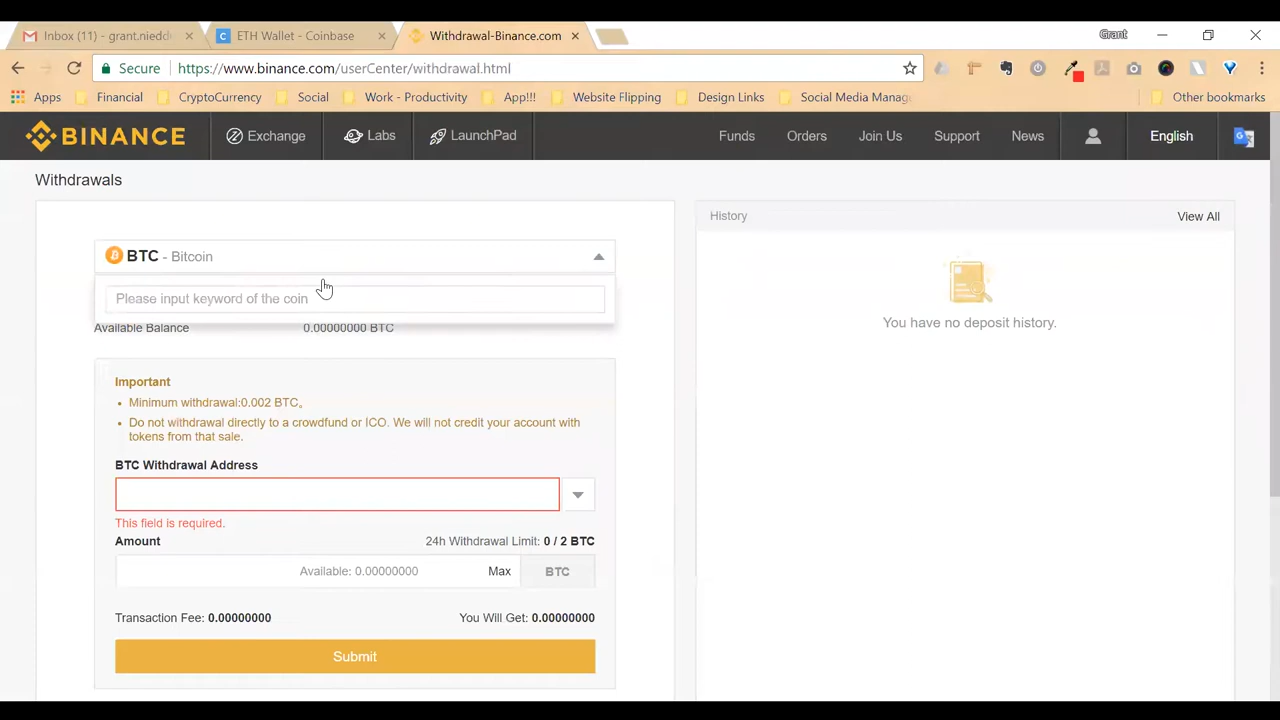 Inbox (11) - grant.niedd
ETH Wallet - Coinbase
Withdrawal-Binance.com
Grant
Secure
https://www.binance.com/userCenter/withdrawal.html
Apps
Financial
CryptoCurrency
Social
Work - Productivity
App!!!
Website Flipping
Design Links
Social Media Manag
Other bookmarks
BINANCE
Exchange
Labs
LaunchPad
Funds
Orders
Join Us
Support
News
English
Withdrawals
BTC - Bitcoin
Please input keyword of the coin
Available Balance 0.00000000 BTC
Important
• Minimum withdrawal:0.002 BTC。
• Do not withdrawal directly to a crowdfund or ICO. We will not credit your account with
tokens from that sale.
BTC Withdrawal Address
This field is required.
Amount 24h Withdrawal Limit: 0 / 2 BTC
Available: 0.00000000 Max BTC
Transaction Fee: 0.00000000 You Will Get: 0.00000000
Submit
History View All
You have no deposit history.